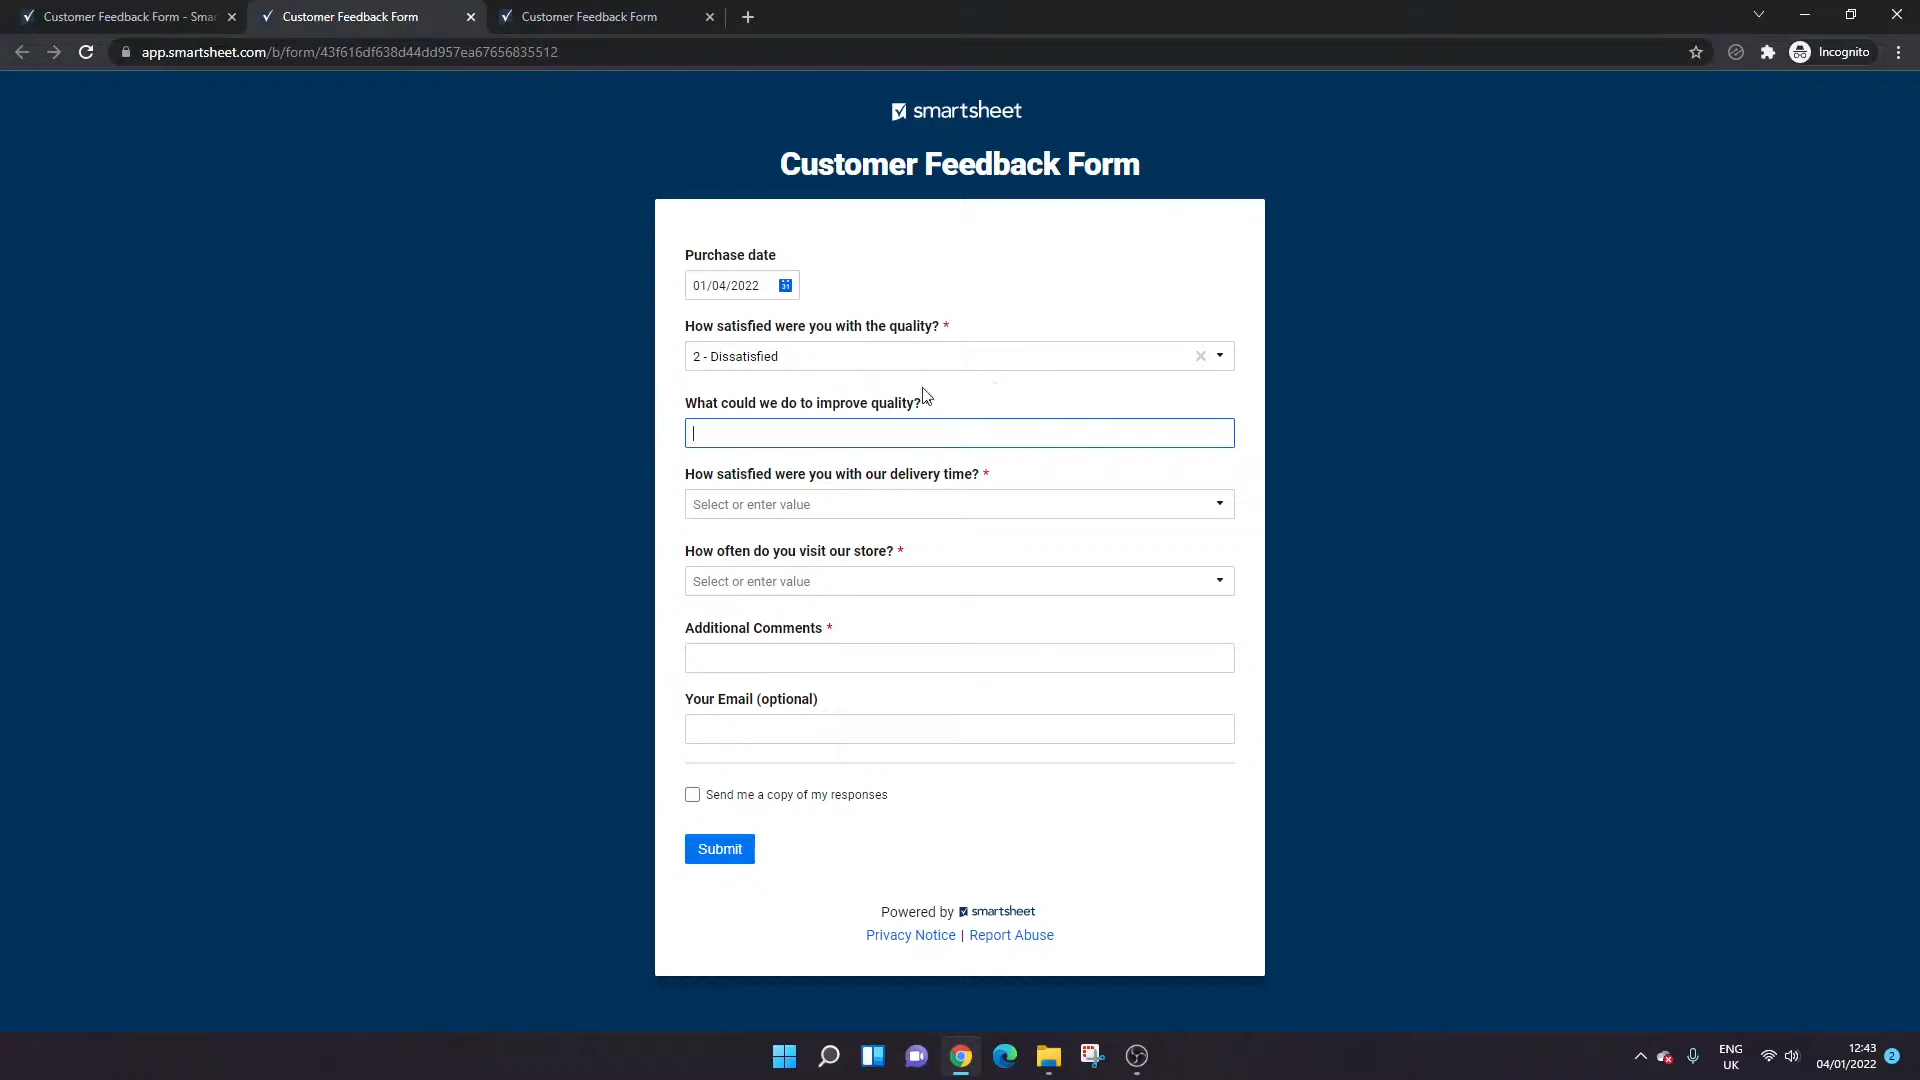 Customer Feedback Form - Smar
Customer Feedback Form
Customer Feedback Form
app.smartsheet.com/b/form/43f616df638d44dd957ea67656835512
Incognito
smartsheet
Customer Feedback Form
Purchase date
01/04/2022
31
How satisfied were you with the quality? *
2 - Dissatisfied
What could we do to improve quality?
How satisfied were you with our delivery time? *
Select or enter value
How often do you visit our store? *
Select or enter value
Additional Comments *
Your Email (optional)
Send me a copy of my responses
Submit
Powered by smartsheet
Privacy Notice | Report Abuse
ENG
UK
12:43
04/01/2022
2